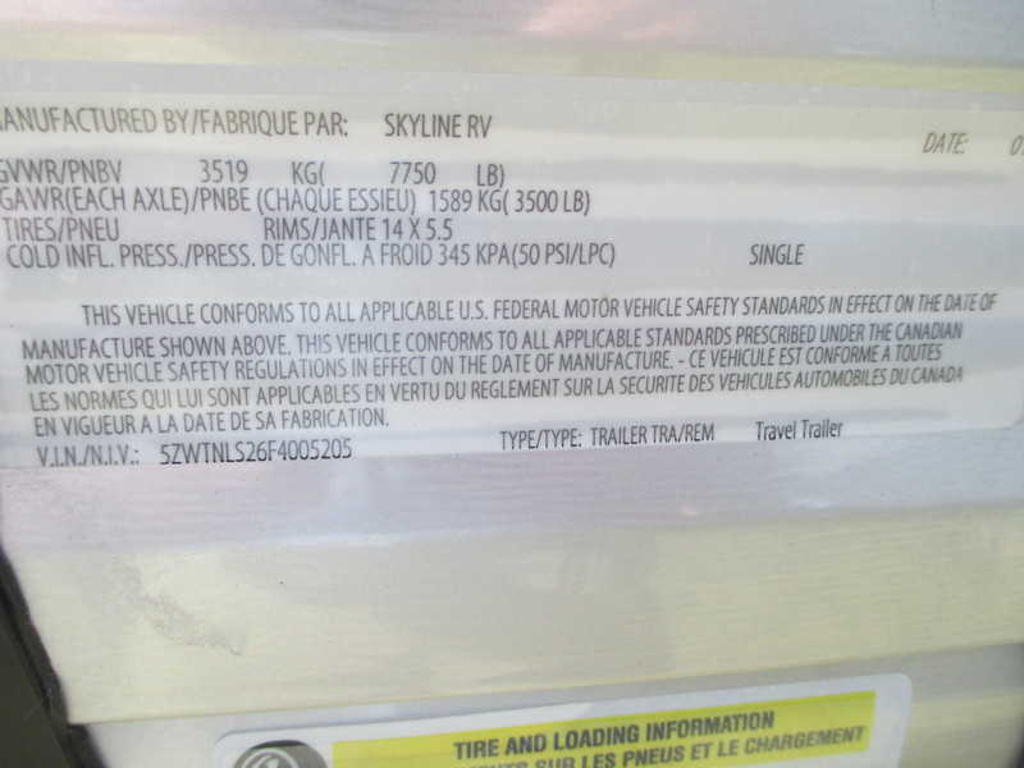 MANUFACTURED BY/FABRIQUE PAR: SKYLINE RV DATE: 0
GVWR/PNBV 3519 KG( 7750 LB)
GAWR(EACH AXLE)/PNBE (CHAQUE ESSIEU) 1589 KG( 3500 LB)
TIRES/PNEU RIMS/JANTE 14 X 5.5
COLD INFL. PRESS./PRESS. DE GONFL. A FROID 345 KPA(50 PSI/LPC) SINGLE
THIS VEHICLE CONFORMS TO ALL APPLICABLE U.S. FEDERAL MOTOR VEHICLE SAFETY STANDARDS IN EFFECT ON THE DATE OF
MANUFACTURE SHOWN ABOVE. THIS VEHICLE CONFORMS TO ALL APPLICABLE STANDARDS PRESCRIBED UNDER THE CANADIAN
MOTOR VEHICLE SAFETY REGULATIONS IN EFFECT ON THE DATE OF MANUFACTURE. - CE VEHICULE EST CONFORME A TOUTES
LES NORMES QUI LUI SONT APPLICABLES EN VERTU DU REGLEMENT SUR LA SECURITE DES VEHICULES AUTOMOBILES DU CANADA
EN VIGUEUR A LA DATE DE SA FABRICATION.
V.I.N./N.I.V.: 5ZWTNLS26F4005205 TYPE/TYPE: TRAILER TRA/REM Travel Trailer
TIRE AND LOADING INFORMATION
SUR LES PNEUS ET LE CHARGEMENT